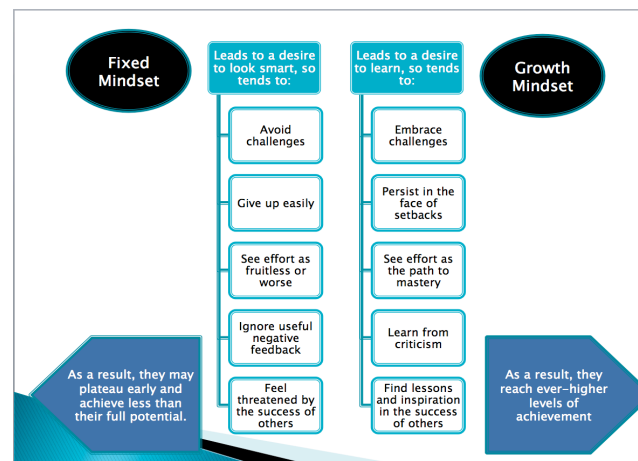 Fixed
Mindset
Leads to a desire
to look smart, so
tends to:
Avoid
challenges
Give up easily
See effort as
fruitless or
worse
Ignore useful
negative
feedback
Feel
threatened by
the success of
others
As a result, they may
plateau early and
achieve less than
their full potential.
Leads to a desire
to learn, so tends
to:
Growth
Mindset
Embrace
challenges
Persist in the
face of
setbacks
See effort as
the path to
mastery
Learn from
criticism
Find lessons
and inspiration
in the success
of others
As a result, they
reach ever-higher
levels of
achievement